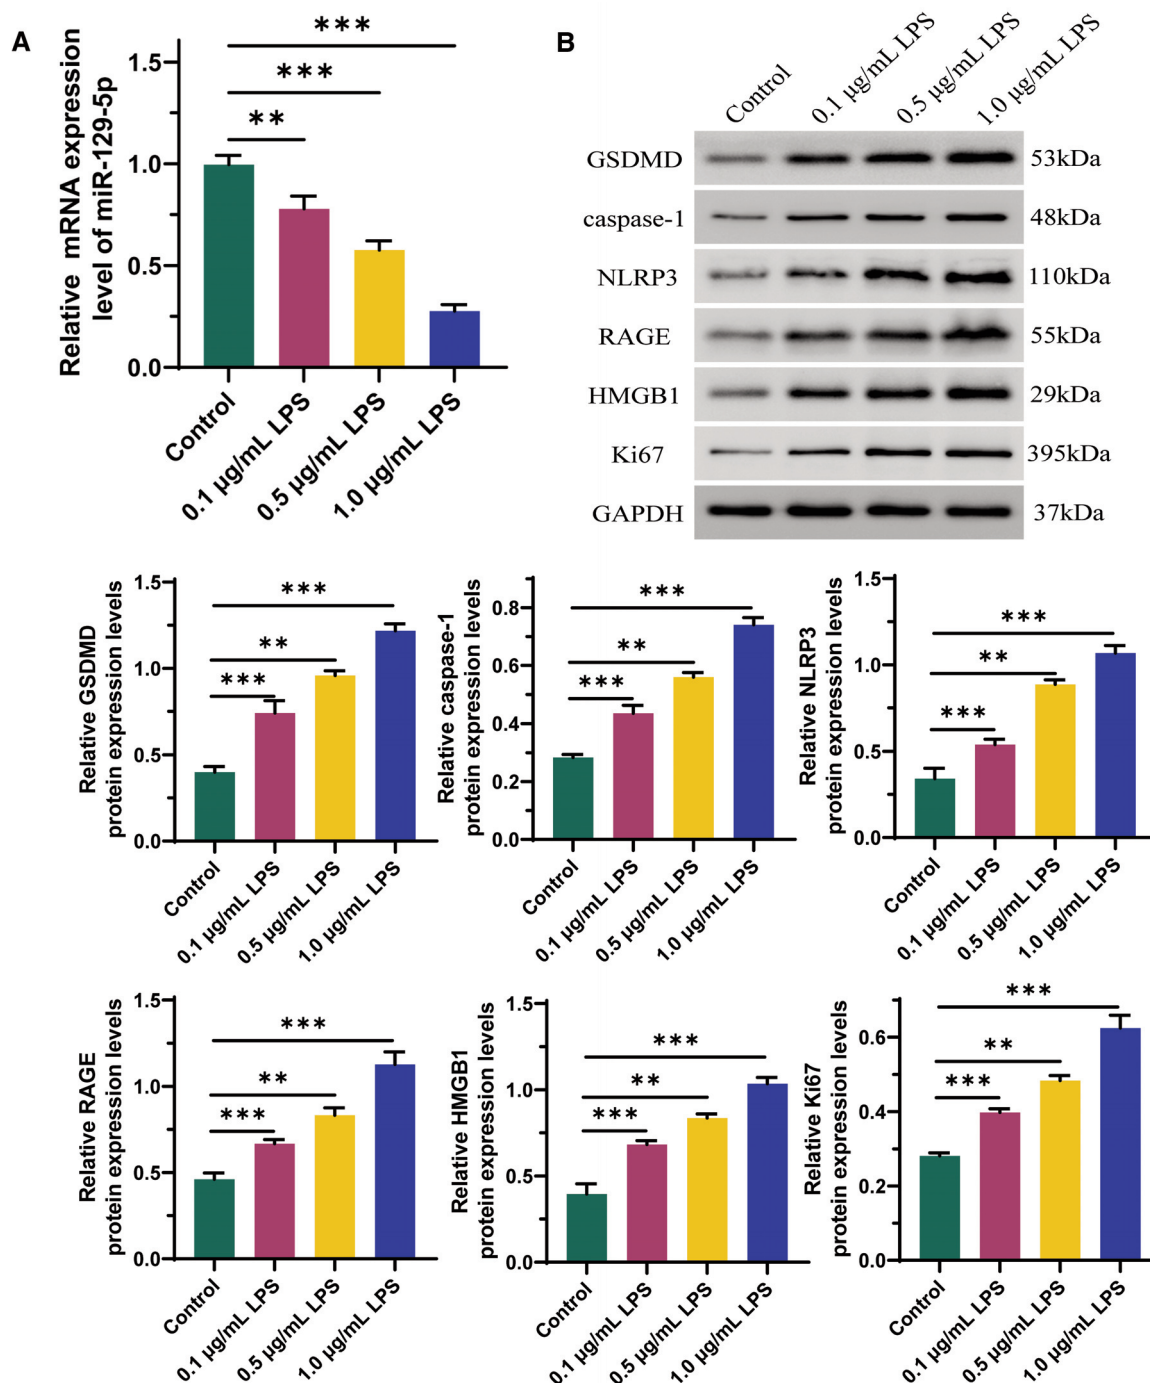 A
Relative mRNA expression
level of miR-129-5p
1.5
1.0
0.5
0.0
***
***
**
Control
0.1 µg/mL LPS
0.5 µg/mL LPS
1.0 µg/mL LPS
B
Control
0.1 µg/mL LPS
0.5 µg/mL LPS
1.0 µg/mL LPS
GSDMD 53kDa
caspase-1 48kDa
NLRP3 110kDa
RAGE 55kDa
HMGB1 29kDa
Ki67 395kDa
GAPDH 37kDa
Relative GSDMD
protein expression levels
1.5
1.0
0.5
0.0
***
**
***
Control
0.1 µg/mL LPS
0.5 µg/mL LPS
1.0 µg/mL LPS
Relative caspase-1
protein expression levels
0.8
0.6
0.4
0.2
0.0
***
**
***
Control
0.1 µg/mL LPS
0.5 µg/mL LPS
1.0 µg/mL LPS
Relative NLRP3
protein expression levels
1.5
1.0
0.5
0.0
***
**
***
Control
0.1 µg/mL LPS
0.5 µg/mL LPS
1.0 µg/mL LPS
Relative RAGE
protein expression levels
1.5
1.0
0.5
0.0
***
**
***
Control
0.1 µg/mL LPS
0.5 µg/mL LPS
1.0 µg/mL LPS
Relative HMGB1
protein expression levels
1.5
1.0
0.5
0.0
***
**
***
Control
0.1 µg/mL LPS
0.5 µg/mL LPS
1.0 µg/mL LPS
Relative Ki67
protein expression levels
0.6
0.4
0.2
0.0
***
**
***
Control
0.1 µg/mL LPS
0.5 µg/mL LPS
1.0 µg/mL LPS